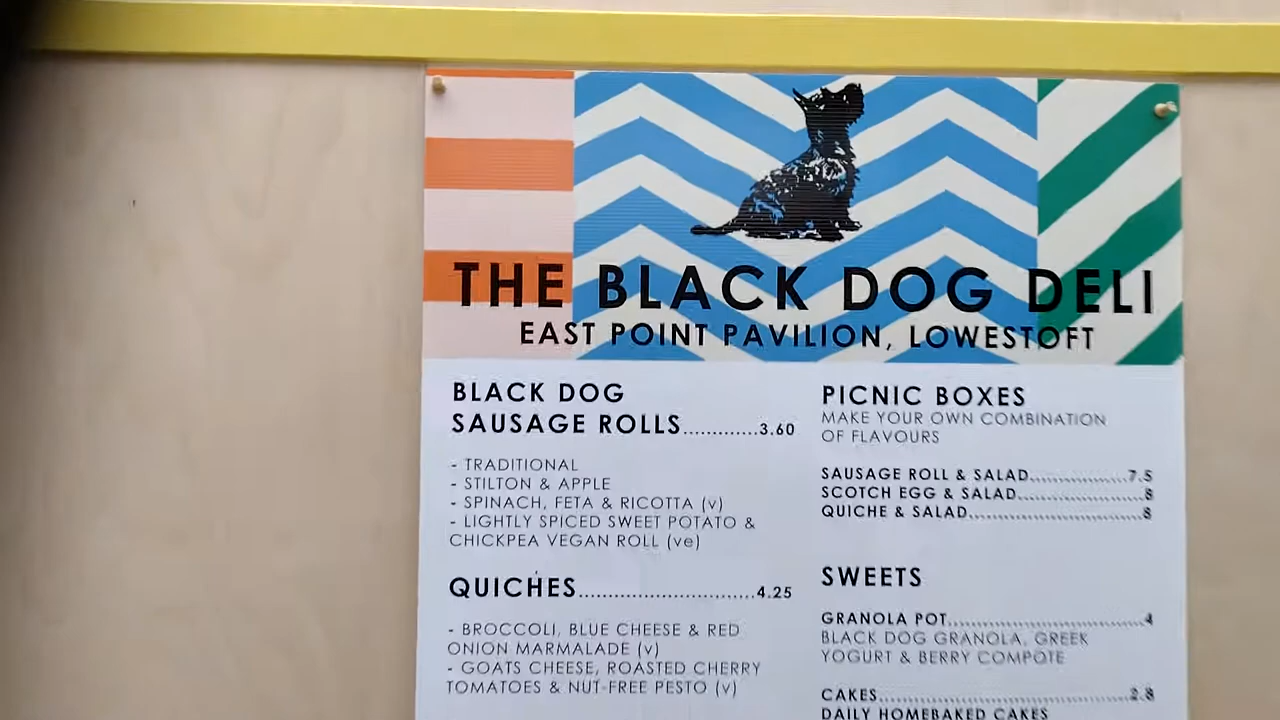 THE BLACK DOG DELI
EAST POINT PAVILION, LOWESTOFT
BLACK DOG
SAUSAGE ROLLS.............3.60
- TRADITIONAL
- STILTON & APPLE
- SPINACH, FETA & RICOTTA (v)
- LIGHTLY SPICED SWEET POTATO &
CHICKPEA VEGAN ROLL (ve)
QUICHES..............................4.25
- BROCCOLI, BLUE CHEESE & RED
ONION MARMALADE (v)
- GOATS CHEESE, ROASTED CHERRY
TOMATOES & NUT-FREE PESTO (v)
PICNIC BOXES
MAKE YOUR OWN COMBINATION
OF FLAVOURS
SAUSAGE ROLL & SALAD.................7.5
SCOTCH EGG & SALAD......................8
QUICHE & SALAD..............................8
SWEETS
GRANOLA POT..................................4
BLACK DOG GRANOLA, GREEK
YOGURT & BERRY COMPOTE
CAKES...........................................2.8
DAILY HOMEBAKED CAKES